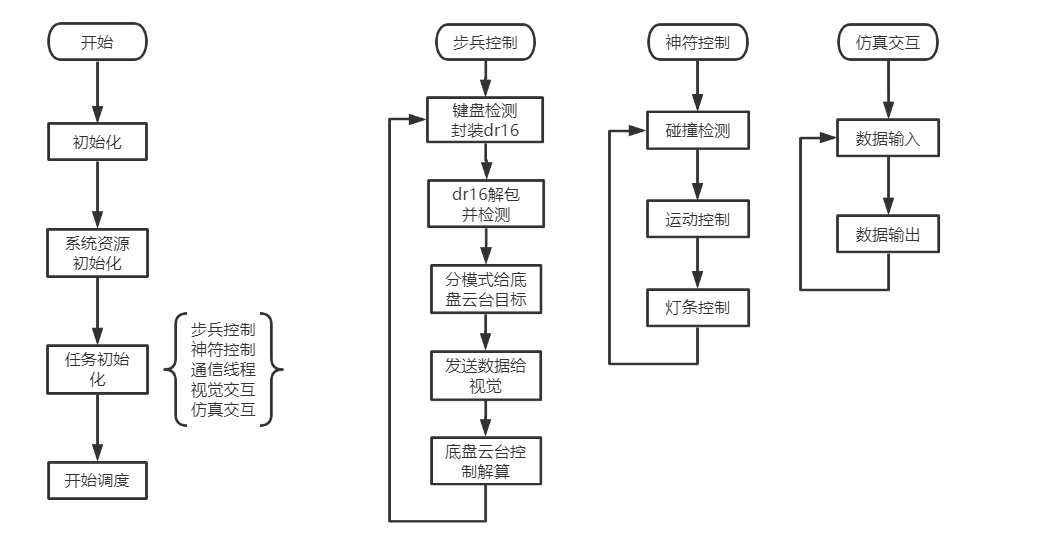 开始
初始化
系统资源
初始化
任务初始
化
步兵控制
神符控制
通信线程
视觉交互
仿真交互
开始调度
步兵控制
键盘检测
封装dr16
dr16解包
并检测
分模式给底
盘云台目标
发送数据给
视觉
底盘云台控
制解算
神符控制
碰撞检测
运动控制
灯条控制
仿真交互
数据输入
数据输出